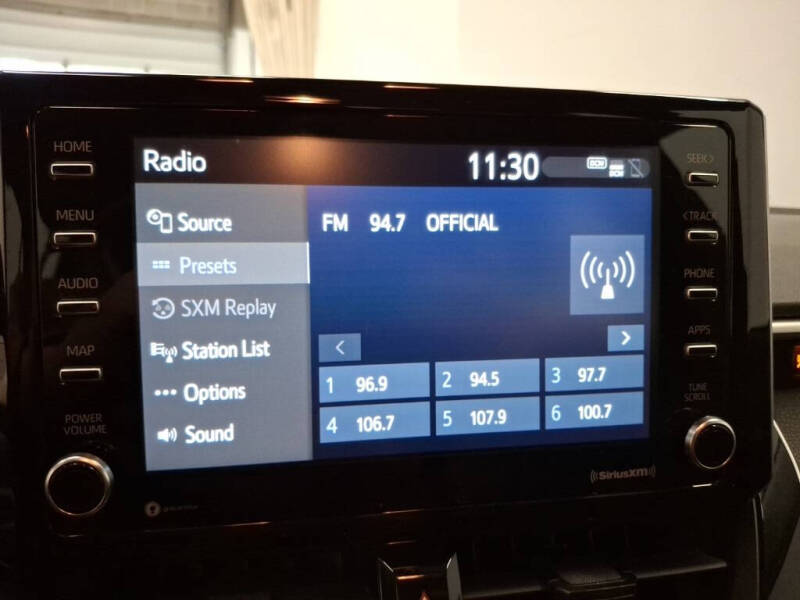 HOME
MENU
AUDIO
MAP
POWER
VOLUME
Radio
11:30
DCM
DCM
Source
Presets
SXM Replay
Station List
Options
Sound
FM 94.7 OFFICIAL
1 96.9
2 94.5
3 97.7
4 106.7
5 107.9
6 100.7
SEEK>
<TRACK
PHONE
APPS
TUNE
SCROLL
SiriusXM